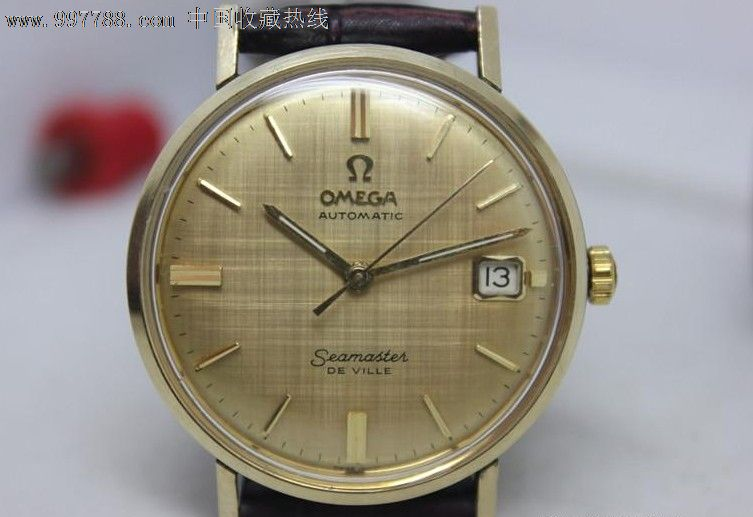 www.997788.com 中国收藏热线
Ω
OMEGA
AUTOMATIC
13
Seamaster
DE VILLE